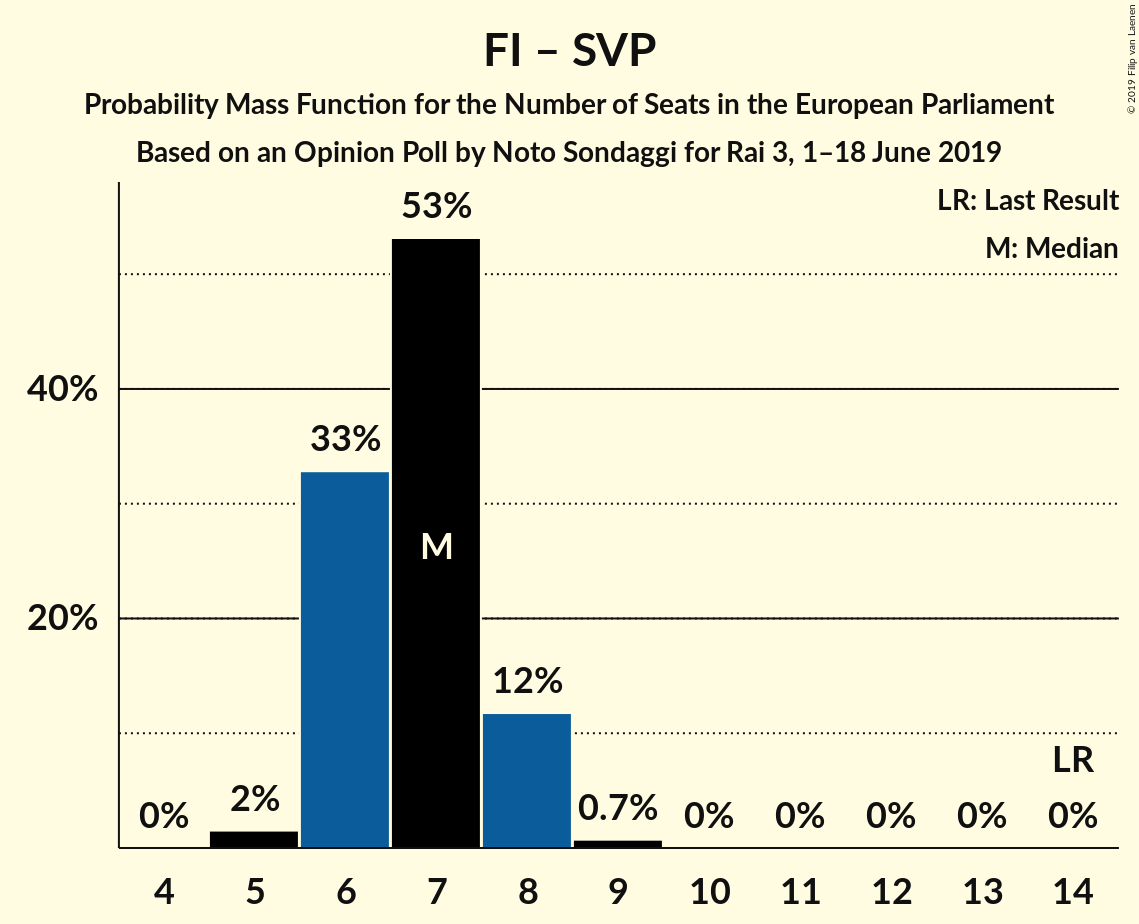 FI – SVP
Probability Mass Function for the Number of Seats in the European Parliament
Based on an Opinion Poll by Noto Sondaggi for Rai 3, 1–18 June 2019
© 2019 Filip van Laenen
LR: Last Result
M: Median
53%
40%
33%
M
20%
12%
LR
0% 2% 0.7% 0% 0% 0% 0% 0%
4 5 6 7 8 9 10 11 12 13 14